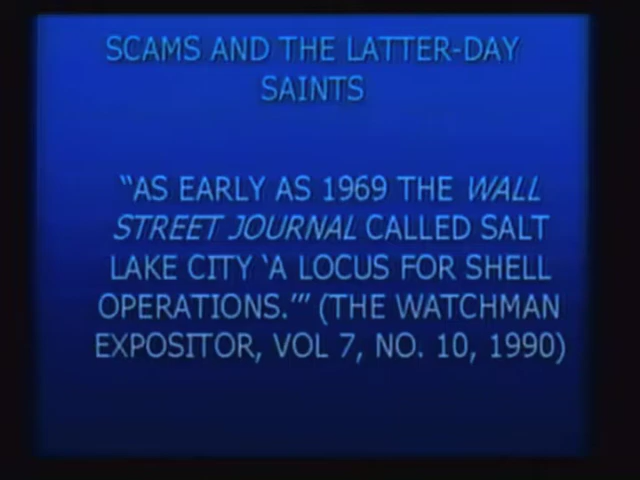 SCAMS AND THE LATTER-DAY
SAINTS
“AS EARLY AS 1969 THE WALL
STREET JOURNAL CALLED SALT
LAKE CITY ‘A LOCUS FOR SHELL
OPERATIONS.’” (THE WATCHMAN
EXPOSITOR, VOL 7, NO. 10, 1990)